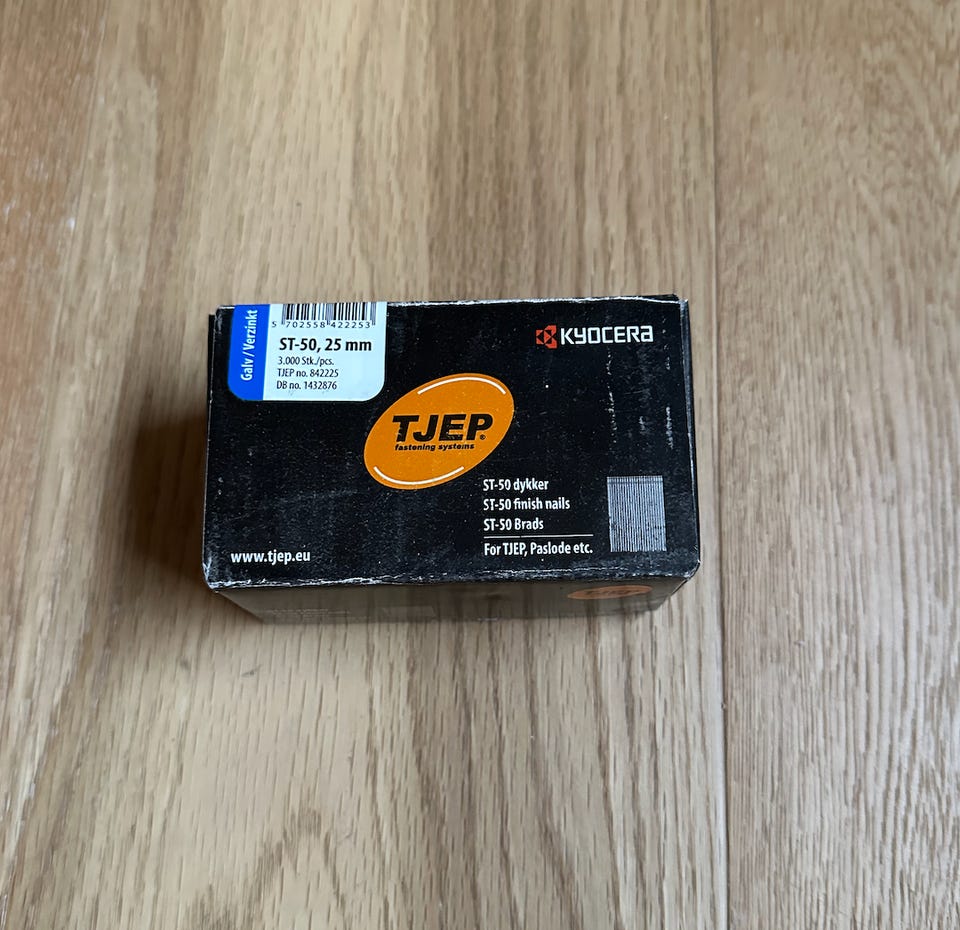 Galv / Verzinkt
5 702558 422253
ST-50, 25 mm
3.000 Stk./pcs.
TJEP no. 842225
DB no. 1432876
KYOCERA
TJEP®
fastening systems
ST-50 dykker
ST-50 finish nails
ST-50 Brads
For TJEP, Paslode etc.
www.tjep.eu
TJEP